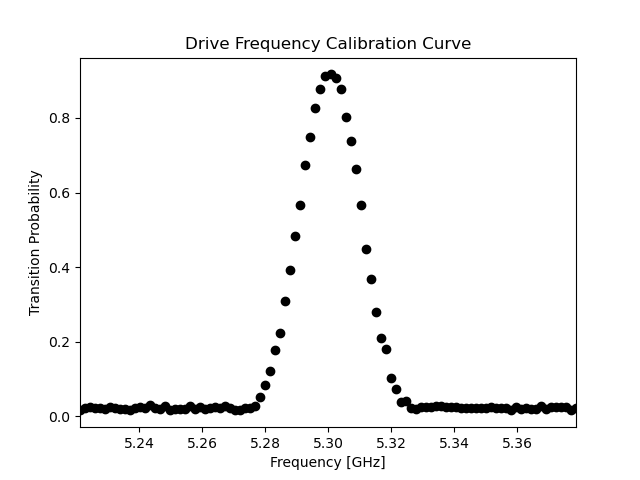 Drive Frequency Calibration Curve
Transition Probability
0.8
0.6
0.4
0.2
0.0
5.24 5.26 5.28 5.30 5.32 5.34 5.36
Frequency [GHz]